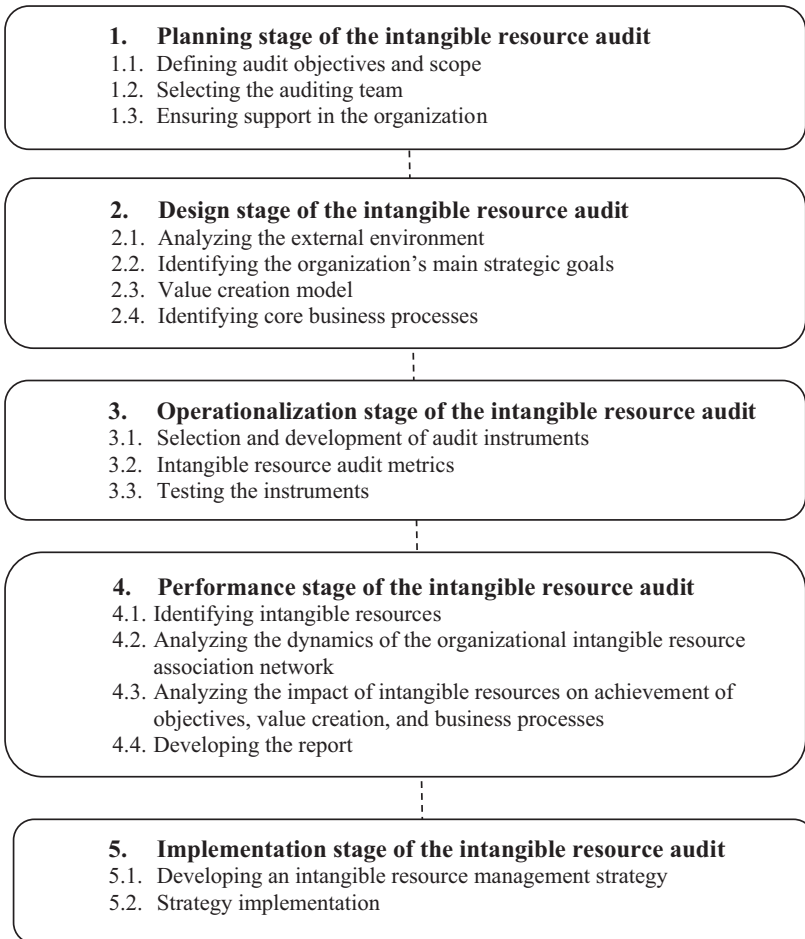 1. Planning stage of the intangible resource audit
1.1. Defining audit objectives and scope
1.2. Selecting the auditing team
1.3. Ensuring support in the organization
2. Design stage of the intangible resource audit
2.1. Analyzing the external environment
2.2. Identifying the organization’s main strategic goals
2.3. Value creation model
2.4. Identifying core business processes
3. Operationalization stage of the intangible resource audit
3.1. Selection and development of audit instruments
3.2. Intangible resource audit metrics
3.3. Testing the instruments
4. Performance stage of the intangible resource audit
4.1. Identifying intangible resources
4.2. Analyzing the dynamics of the organizational intangible resource
association network
4.3. Analyzing the impact of intangible resources on achievement of
objectives, value creation, and business processes
4.4. Developing the report
5. Implementation stage of the intangible resource audit
5.1. Developing an intangible resource management strategy
5.2. Strategy implementation